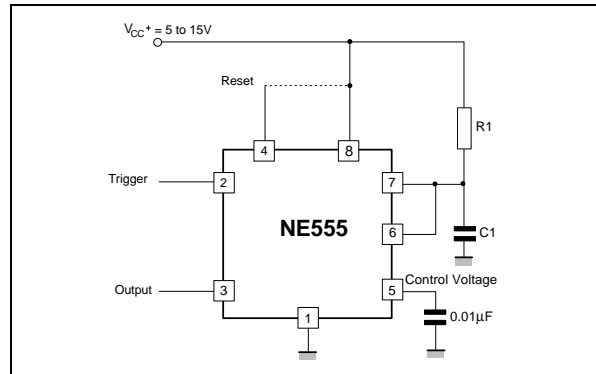 VCC+ = 5 to 15V
Reset
R1
4
8
Trigger
2
7
NE555
6
C1
Control Voltage
Output
3
5
0.01µF
1